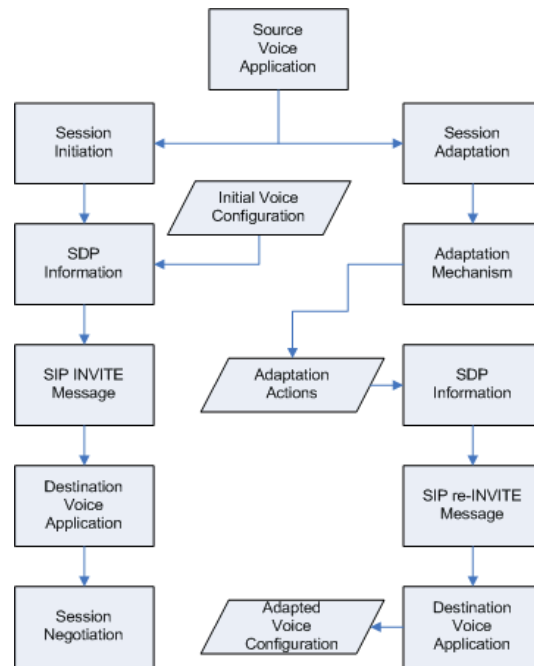 Source
Voice
Application
Session
Initiation
Session
Adaptation
Initial Voice
Configuration
SDP
Information
Adaptation
Mechanism
SIP INVITE
Message
Adaptation
Actions
SDP
Information
Destination
Voice
Application
SIP re-INVITE
Message
Session
Negotiation
Adapted
Voice
Configuration
Destination
Voice
Application